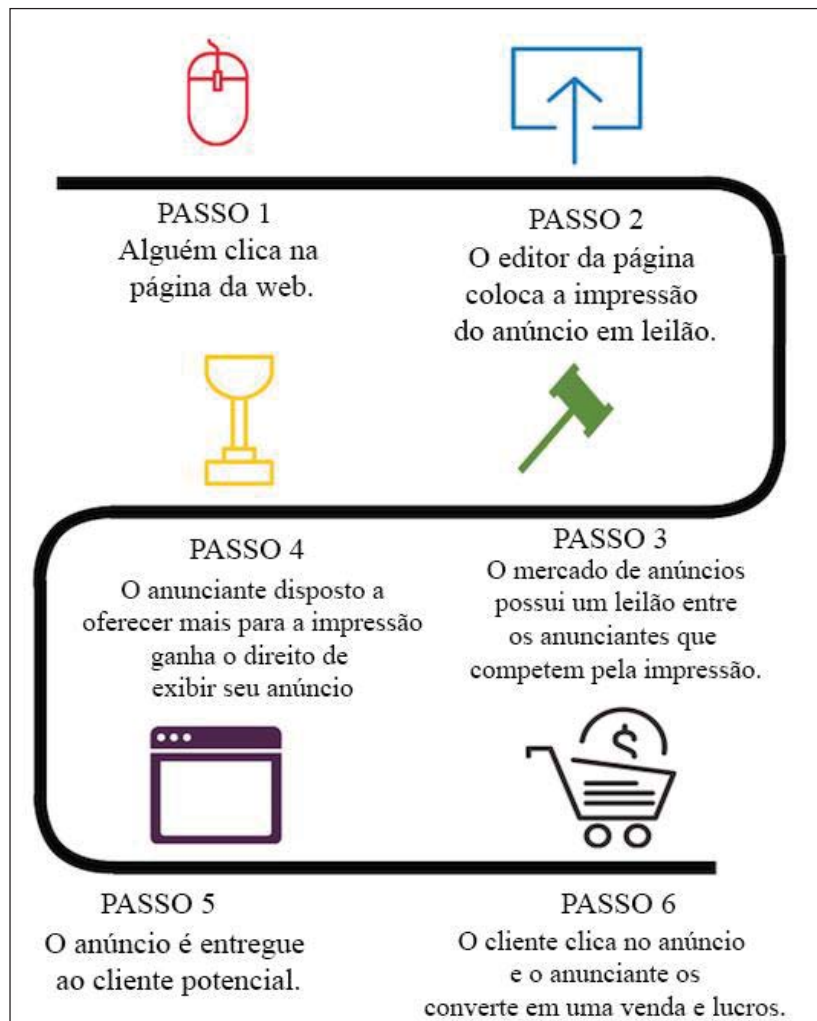 PASSO 1
Alguém clica na
página da web.
PASSO 2
O editor da página
coloca a impressão
do anúncio em leilão.
PASSO 3
O mercado de anúncios
possui um leilão entre
os anunciantes que
competem pela impressão.
PASSO 4
O anunciante disposto a
oferecer mais para a impressão
ganha o direito de
exibir seu anúncio
PASSO 5
O anúncio é entregue
ao cliente potencial.
$
PASSO 6
O cliente clica no anúncio
e o anunciante os
converte em uma venda e lucros.